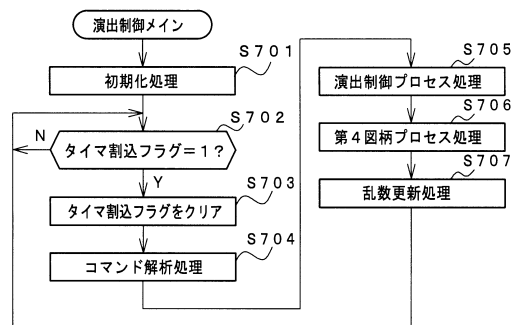 演出制御メイン
S701
初期化処理
S702
N
タイマ割込フラグ＝1？
Y
S703
タイマ割込フラグをクリア
S704
コマンド解析処理
S705
演出制御プロセス処理
S706
第4図柄プロセス処理
S707
乱数更新処理